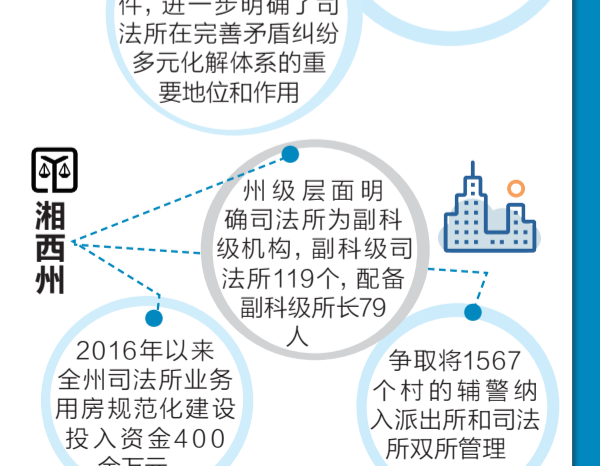 件，进一步明确了司
法所在完善矛盾纠纷
多元化解体系的重
要地位和作用
湘西州
州级层面明
确司法所为副科
级机构，副科级司
法所119个，配备
副科级所长79
人
2016年以来
全州司法所业务
用房规范化建设
投入资金400
余万元
争取将1567
个村的辅警纳
入派出所和司法
所双所管理